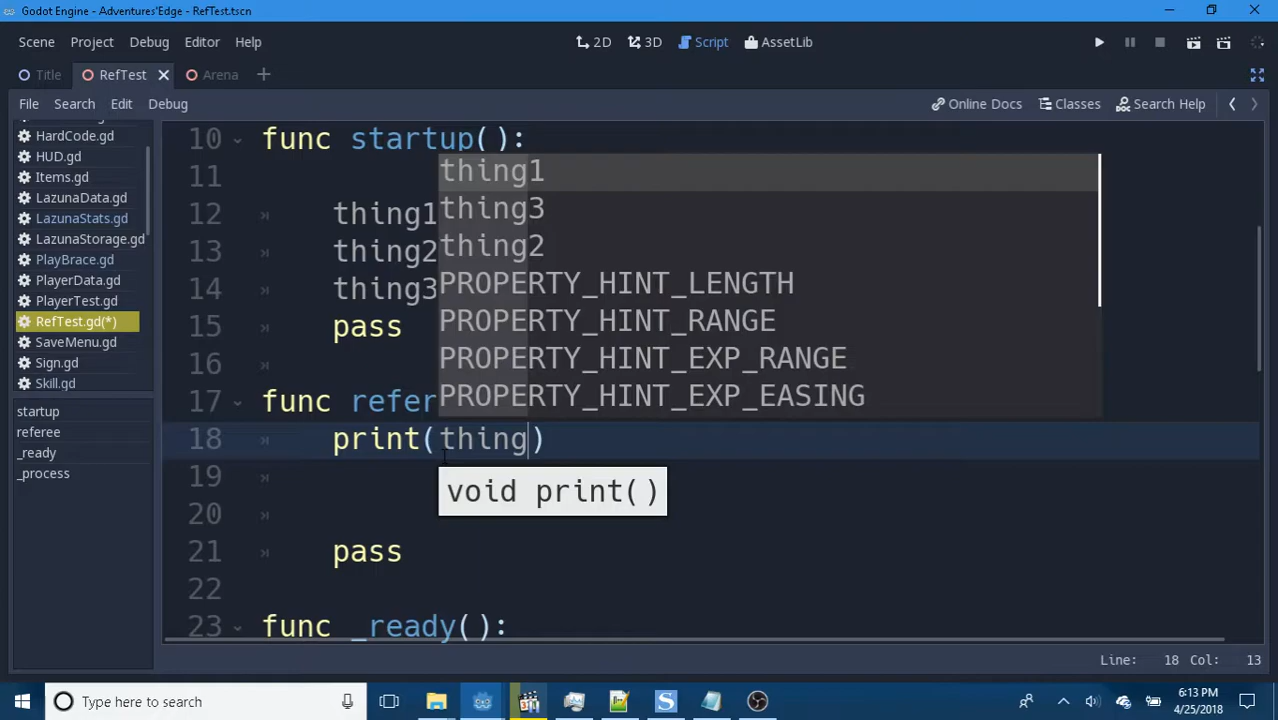 Godot Engine - Adventures'Edge - RefTest.tscn
Scene Project Debug Editor Help 2D 3D Script AssetLib
Title RefTest Arena
File Search Edit Debug Online Docs Classes Search Help
HardCode.gd
HUD.gd
Items.gd
LazunaData.gd
LazunaStats.gd
LazunaStorage.gd
PlayBrace.gd
PlayerData.gd
PlayerTest.gd
RefTest.gd(*)
SaveMenu.gd
Sign.gd
Skill.gd
startup
referee
_ready
_process
10 func startup():
11
12 thing1
13 thing2
14 thing3
15 pass
16
17 func refer
18 print(thing)
19
20
21 pass
22
23 func _ready():
thing1
thing3
thing2
PROPERTY_HINT_LENGTH
PROPERTY_HINT_RANGE
PROPERTY_HINT_EXP_RANGE
PROPERTY_HINT_EXP_EASING
void print()
Line: 18 Col: 13
Type here to search
6:13 PM
4/25/2018